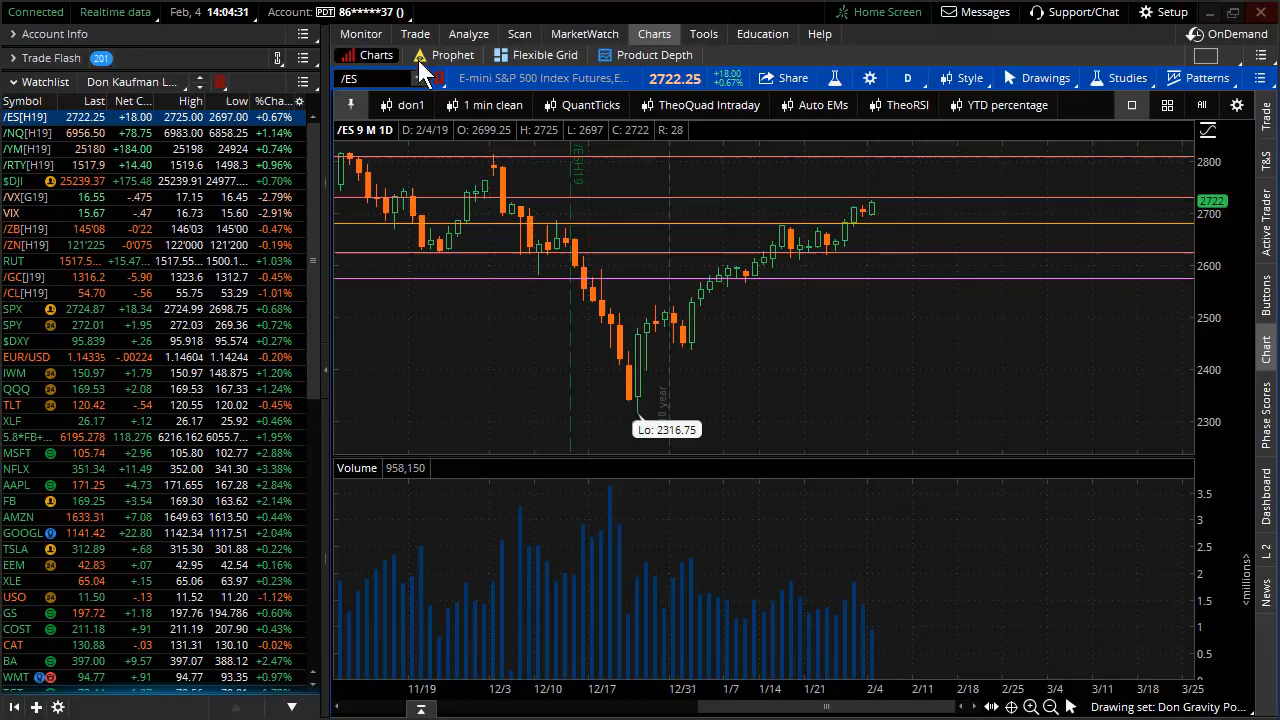 Connected Realtime data Feb, 4 14:04:31 Account: PDT 86*****37 () Home Screen Messages Support/Chat Setup
Account Info
Trade Flash 201
Watchlist Don Kaufman L...
Symbol Last Net C... High Low %Cha...
/ES[H19] 2722.25 +18.00 2725.00 2697.00 +0.67%
/NQ[H19] 6956.50 +78.75 6983.00 6858.25 +1.14%
/YM[H19] 25180 +184.00 25198 24924 +0.74%
/RTY[H19] 1517.9 +14.40 1519.6 1498.3 +0.96%
$DJI 25239.37 +175.48 25239.91 24977.... +0.70%
/VX[G19] 16.55 -.475 17.15 16.45 -2.79%
VIX 15.67 -.47 16.73 15.60 -2.91%
/ZB[H19] 145'08 -0'22 146'03 145'00 -0.47%
/ZN[H19] 121'225 -0'075 122'000 121'200 -0.19%
RUT 1517.5... +15.47... 1517.55... 1500.1... +1.03%
/GC[J19] 1316.2 -5.90 1323.6 1312.7 -0.45%
/CL[H19] 54.70 -.56 55.75 53.29 -1.01%
SPX 2724.87 +18.34 2724.99 2698.75 +0.68%
SPY 272.01 +1.95 272.03 269.36 +0.72%
$DXY 95.839 +.26 95.918 95.574 +0.27%
EUR/USD 1.14335 -.00224 1.14604 1.14244 -0.20%
IWM 150.97 +1.79 150.97 148.875 +1.20%
QQQ 169.53 +2.08 169.53 167.33 +1.24%
TLT 120.42 -.54 120.55 120.02 -0.45%
XLF 26.17 +.12 26.17 25.92 +0.46%
5.8*FB+... 6195.278 118.276 6216.162 6055.7... +1.95%
MSFT 105.74 +2.96 105.80 102.77 +2.88%
NFLX 351.34 +11.49 352.00 341.30 +3.38%
AAPL 171.25 +4.73 171.655 167.28 +2.84%
FB 169.25 +3.54 169.30 163.62 +2.14%
AMZN 1633.31 +7.08 1649.63 1613.50 +0.44%
GOOGL 1141.42 +22.80 1142.34 1117.51 +2.04%
TSLA 312.89 +.68 315.30 301.88 +0.22%
EEM 42.83 +.07 42.95 42.54 +0.16%
XLE 65.04 +.15 65.06 63.97 +0.23%
USO 11.50 -.13 11.65 11.31 -1.12%
GS 197.72 +1.18 197.76 194.786 +0.60%
COST 211.18 +.91 211.19 207.90 +0.43%
CAT 130.88 -.03 131.31 130.10 -0.02%
BA 397.00 +9.57 397.07 388.12 +2.47%
WMT 94.77 +.91 94.77 93.35 +0.97%
Monitor Trade Analyze Scan MarketWatch Charts Tools Education Help OnDemand
Charts Prophet Flexible Grid Product Depth
/ES E-mini S&P 500 Index Futures,E... 2722.25 +18.00 +0.67% Share D Style Drawings Studies Patterns
don1 1 min clean QuantTicks TheoQuad Intraday Auto EMs TheoRSI YTD percentage All
/ES 9 M 1D D: 2/4/19 O: 2699.25 H: 2725 L: 2697 C: 2722 R: 28
/ESH19
8 year
Lo: 2316.75
2800
2722
2700
2600
2500
2400
2300
Volume 958,150
3.5
3
2.5
2
1.5
1
0.5
<millions>
11/19 12/3 12/10 12/17 12/31 1/7 1/14 1/21 2/4 2/11 2/18 2/25 3/4 3/11 3/18 3/25
Drawing set: Don Gravity Po...
Trade
T&S
Active Trader
Buttons
Chart
Phase Scores
Dashboard
L 2
News